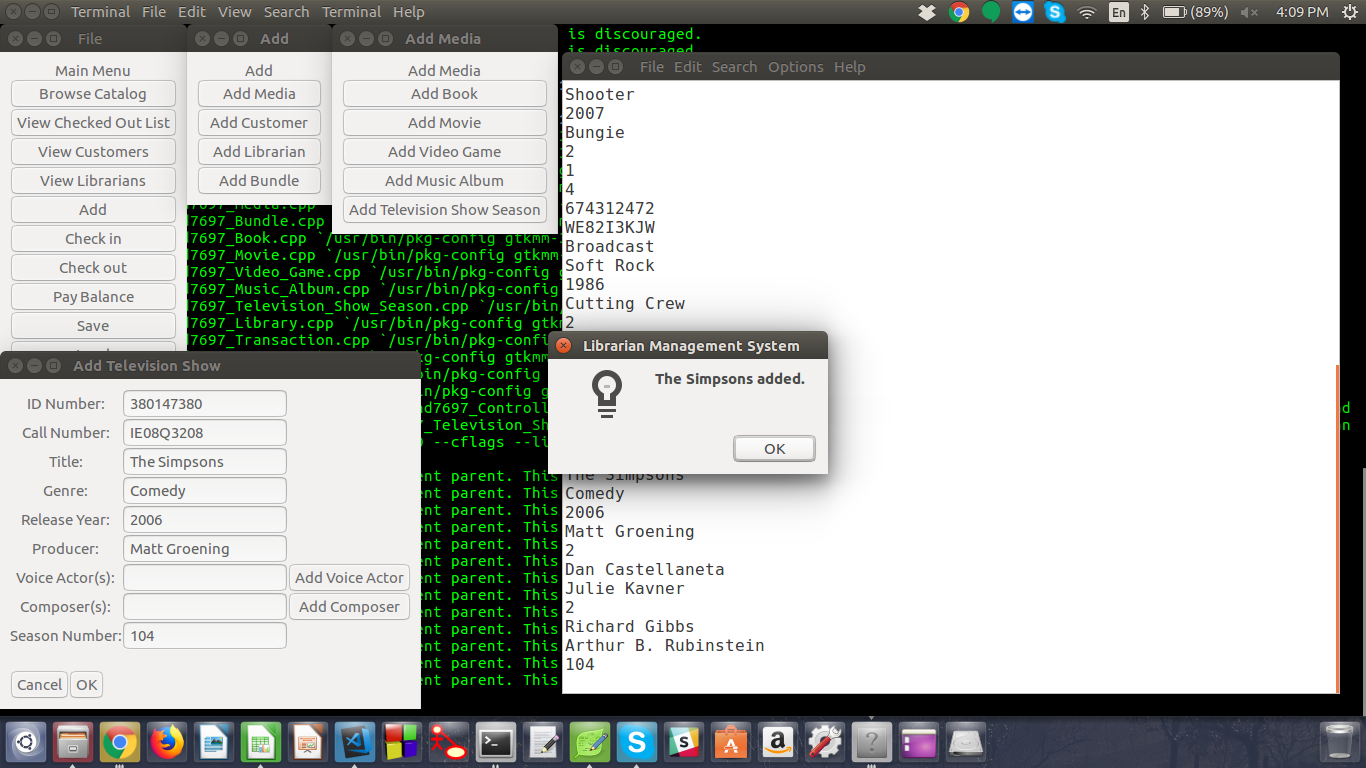 Terminal File Edit View Search Terminal Help
En (89%) 4:09 PM
File
Main Menu
Browse Catalog
View Checked Out List
View Customers
View Librarians
Add
Check in
Check out
Pay Balance
Save
Add
Add
Add Media
Add Customer
Add Librarian
Add Bundle
Add Media
Add Media
Add Book
Add Movie
Add Video Game
Add Music Album
Add Television Show Season
is discouraged.
is discouraged.
d7697_Media.cpp
d7697_Bundle.cpp
d7697_Book.cpp `/usr/bin/pkg-config gtkmm-
d7697_Movie.cpp `/usr/bin/pkg-config gtkmm
d7697_Video_Game.cpp `/usr/bin/pkg-config g
d7697_Music_Album.cpp `/usr/bin/pkg-config
d7697_Television_Show_Season.cpp `/usr/bin
d7697_Library.cpp `/usr/bin/pkg-config gtk
d7697_Transaction.cpp `/usr/bin/pkg-config
g-config gtkmm
in/pkg-config
in/pkg-config
d7697_Controll
_Television_Sh
--cflags --li
ent parent. This
ent parent. This
ent parent. This
ent parent. This
ent parent. This
ent parent. This
ent parent. This
ent parent. This
ent parent. This
ent parent. This
ent parent. This
ent parent. This
ent parent. This
File Edit Search Options Help
Shooter
2007
Bungie
2
1
4
674312472
WE82I3KJW
Broadcast
Soft Rock
1986
Cutting Crew
2
The Simpsons
Comedy
2006
Matt Groening
2
Dan Castellaneta
Julie Kavner
2
Richard Gibbs
Arthur B. Rubinstein
104
Librarian Management System
The Simpsons added.
OK
Add Television Show
ID Number: 380147380
Call Number: IE08Q3208
Title: The Simpsons
Genre: Comedy
Release Year: 2006
Producer: Matt Groening
Voice Actor(s): Add Voice Actor
Composer(s): Add Composer
Season Number: 104
Cancel OK